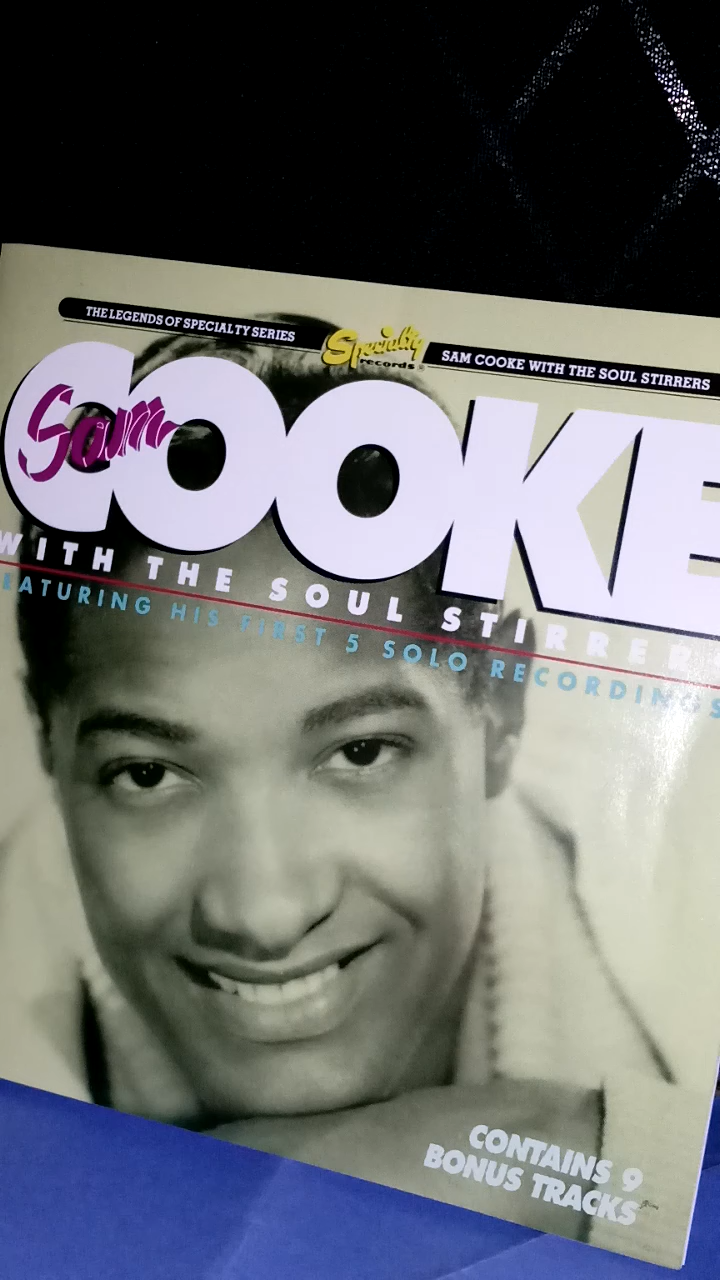 THE LEGENDS OF SPECIALTY SERIES
Specialty
records®
SAM COOKE WITH THE SOUL STIRRERS
Sam
COOKE
WITH THE SOUL STIRRERS
FEATURING HIS FIRST 5 SOLO RECORDINGS
CONTAINS 9
BONUS TRACKS